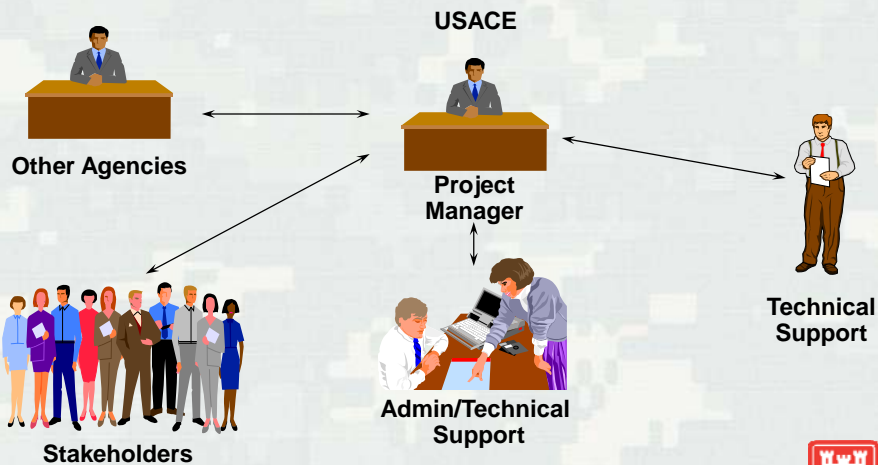 USACE
Other Agencies
Project
Manager
Technical
Support
Admin/Technical
Support
Stakeholders